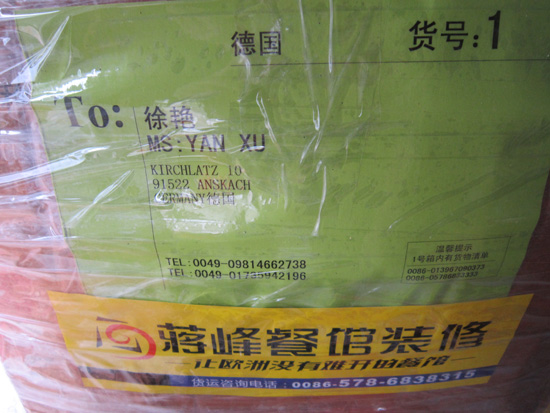 德国
货号:1
To:
徐艳
MS:YAN XU
KIRCHLATZ 10
91522 ANSKACH
GERMANY德国
TEL:0049-09814662738
TEL:0049-01735942196
温馨提示
1号箱内有货物清单
0086-013967090373
蒋峰餐馆装修
让欧洲没有难开的餐馆
货运咨询电话:0086-578-6838315